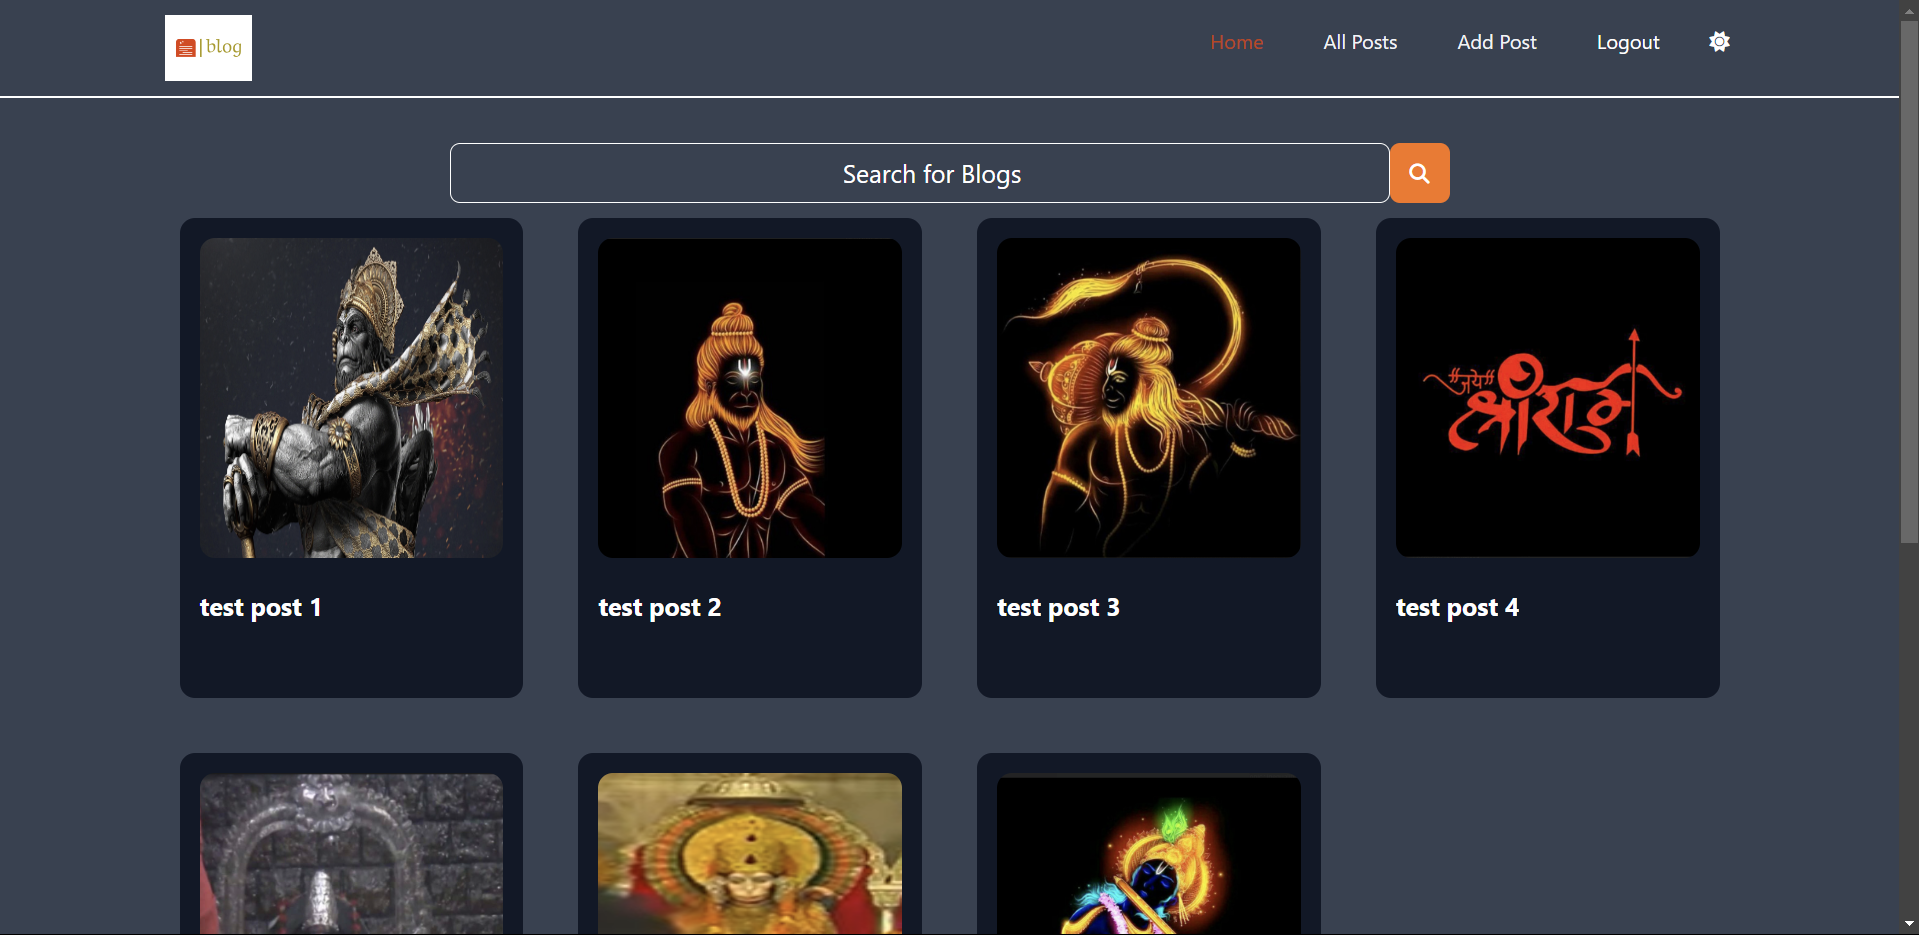 blog
Home
All Posts
Add Post
Logout
Search for Blogs
"जय"
श्रीराम
test post 1
test post 2
test post 3
test post 4